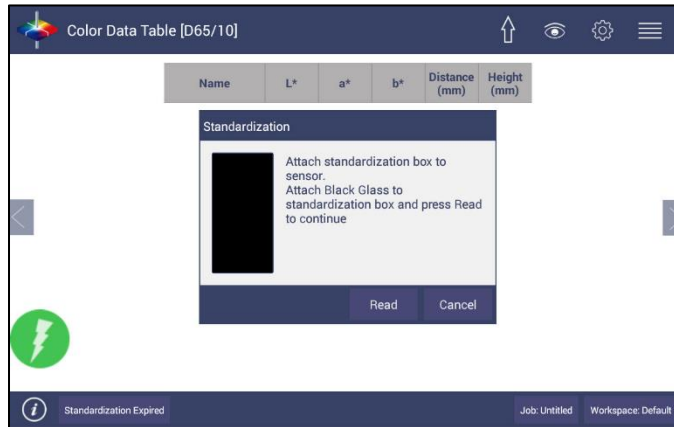 Color Data Table [D65/10]
Name L* a* b* Distance (mm) Height (mm)
Standardization
Attach standardization box to
sensor.
Attach Black Glass to
standardization box and press Read
to continue
Read Cancel
i Standardization Expired Job: Untitled Workspace: Default